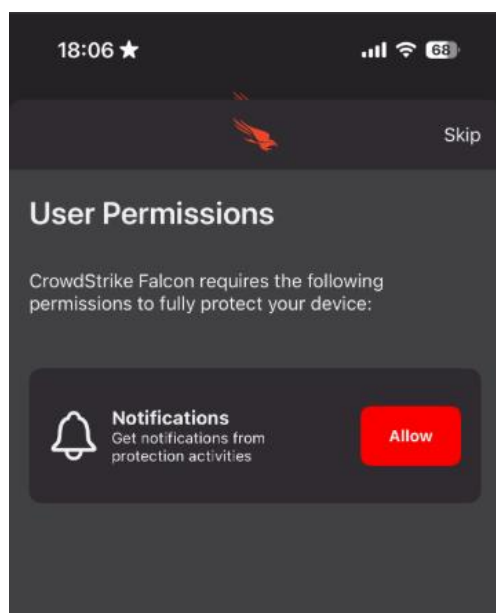 18:06
68
Skip
User Permissions
CrowdStrike Falcon requires the following
permissions to fully protect your device:
Notifications
Get notifications from
protection activities
Allow